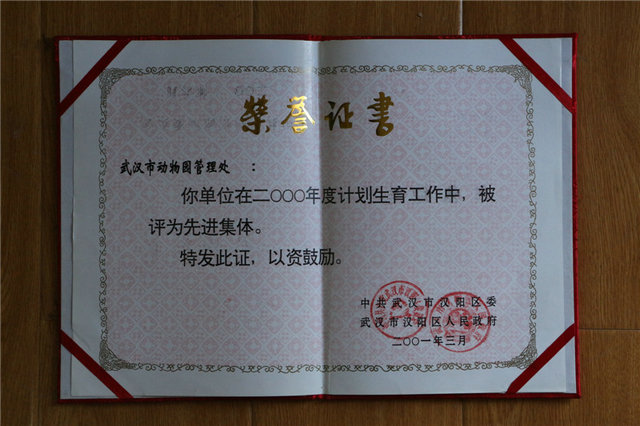 荣誉证书
武汉市动物园管理处 :
你单位在二〇〇〇年度计划生育工作中，被
评为先进集体。
特发此证，以资鼓励。
中共武汉市汉阳区委
武汉市汉阳区人民政府
二〇〇一年三月